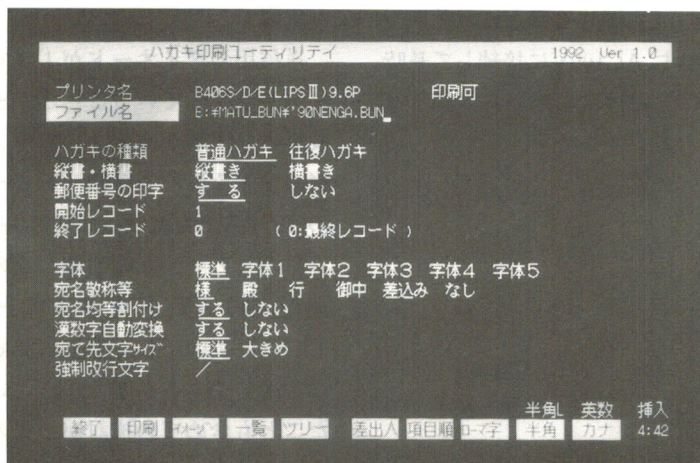 ハガキ印刷ユーティリティ 1992 Ver 1.0
プリンタ名 B406S/D/E(LIPSⅢ)9.6P 印刷可
ファイル名 B:¥MATU_BUN¥'90NENGA.BUN
ハガキの種類 普通ハガキ 往復ハガキ
縦書・横書 縦書き 横書き
郵便番号の印字 する しない
開始レコード 1
終了レコード 0 (0:最終レコード)
字体 標準 字体1 字体2 字体3 字体4 字体5
宛名敬称等 様 殿 行 御中 差込み なし
宛名均等割付け する しない
漢数字自動変換 する しない
宛て先文字サイズ 標準 大きめ
強制改行文字 /
半角L 英数 挿入
終了 印刷 イメージ 一覧 ツリー 差出人 項目順 ローマ字 半角 カナ 4:42